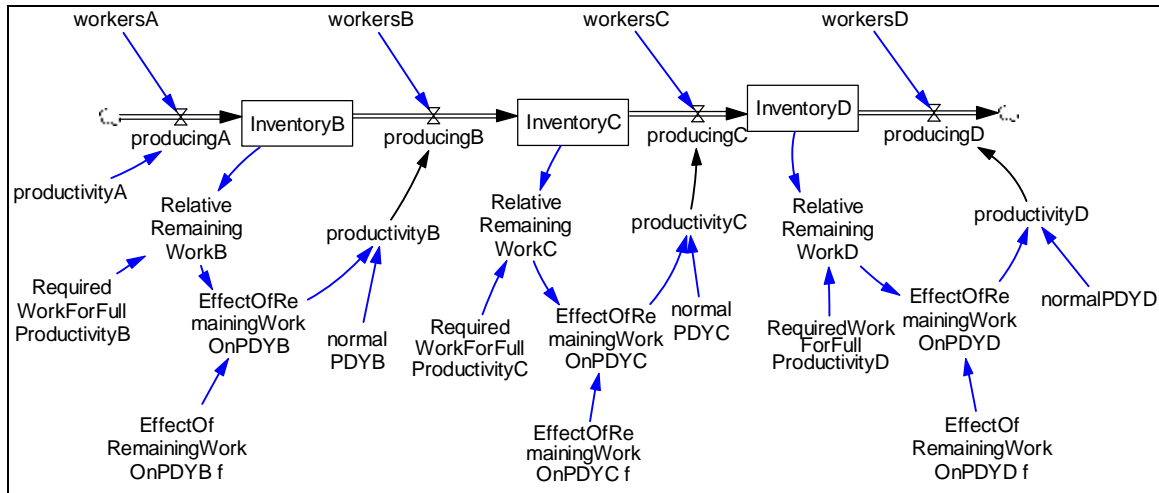 workersA
workersB
workersC
workersD
InventoryB
InventoryC
InventoryD
producingA
producingB
producingC
producingD
productivityA
Relative
Remaining
WorkB
productivityB
Relative
Remaining
WorkC
productivityC
Relative
Remaining
WorkD
productivityD
Required
WorkForFull
ProductivityB
EffectOfRe
mainingWork
OnPDYB
normal
PDYB
Required
WorkForFull
ProductivityC
EffectOfRe
mainingWork
OnPDYC
normal
PDYC
RequiredWork
ForFull
ProductivityD
EffectOfRe
mainingWork
OnPDYD
normalPDYD
EffectOf
RemainingWork
OnPDYB f
EffectOfRe
mainingWork
OnPDYC f
EffectOf
RemainingWork
OnPDYD f